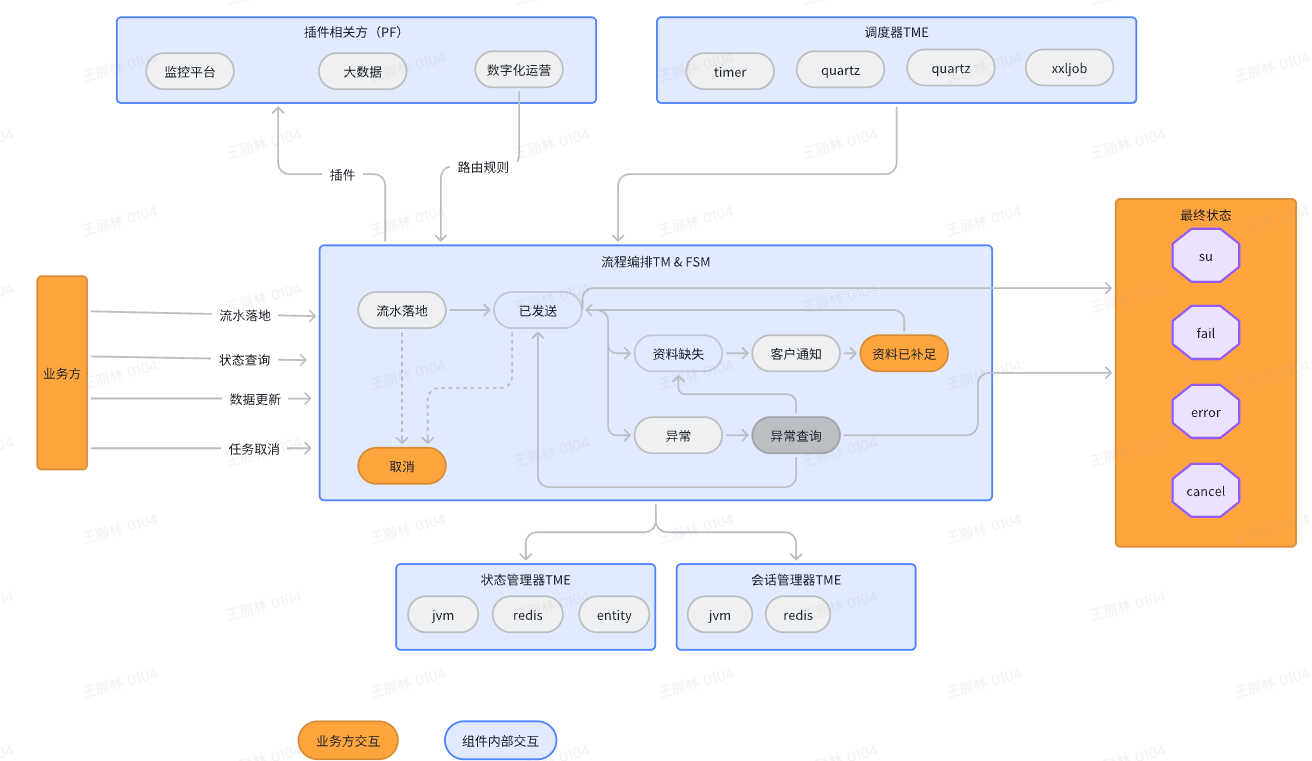 插件相关方（PF）
监控平台
大数据
数字化运营
调度器TME
timer
quartz
quartz
xxljob
插件
路由规则
最终状态
su
fail
error
cancel
业务方
流水落地
状态查询
数据更新
任务取消
流程编排TM & FSM
流水落地
已发送
资料缺失
客户通知
资料已补足
异常
异常查询
取消
状态管理器TME
jvm
redis
entity
会话管理器TME
jvm
redis
业务方交互
组件内部交互
王丽林 0104